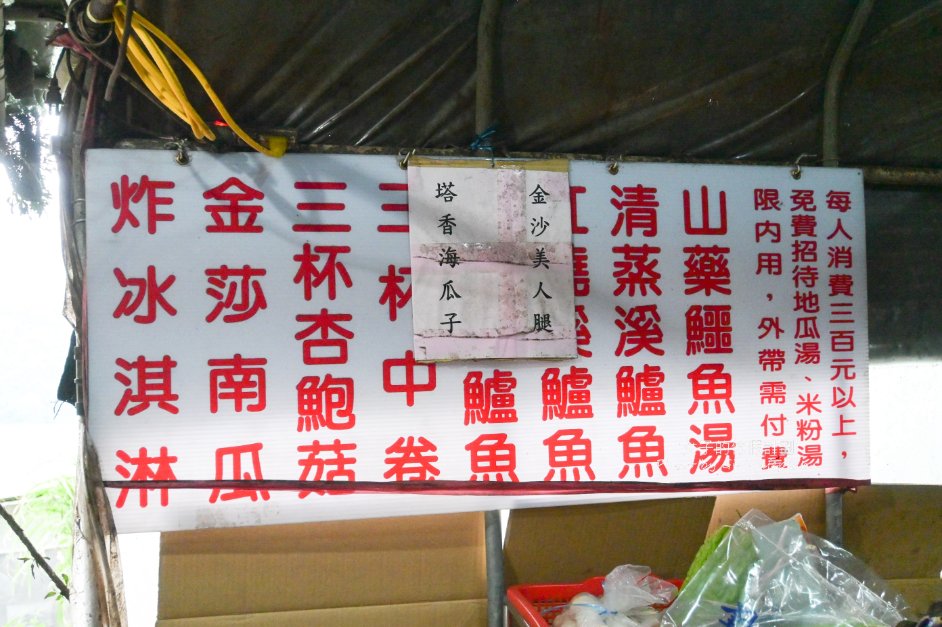 每人消費三百元以上，
免費招待地瓜湯、米粉湯
限內用，外帶需付費
山藥鱷魚湯
清蒸溪鱸魚
鱸魚
鱸魚
三杯中卷
三杯杏鮑菇
金莎南瓜
炸冰淇淋
金沙美人腿
塔香海瓜子